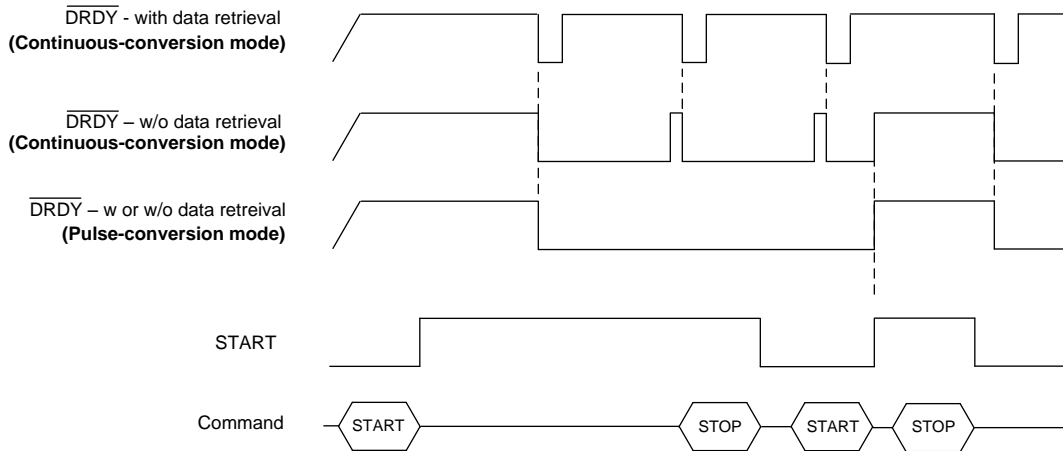 DRDY - with data retrieval
(Continuous-conversion mode)
DRDY – w/o data retrieval
(Continuous-conversion mode)
DRDY – w or w/o data retreival
(Pulse-conversion mode)
START
Command
START
STOP
START
STOP